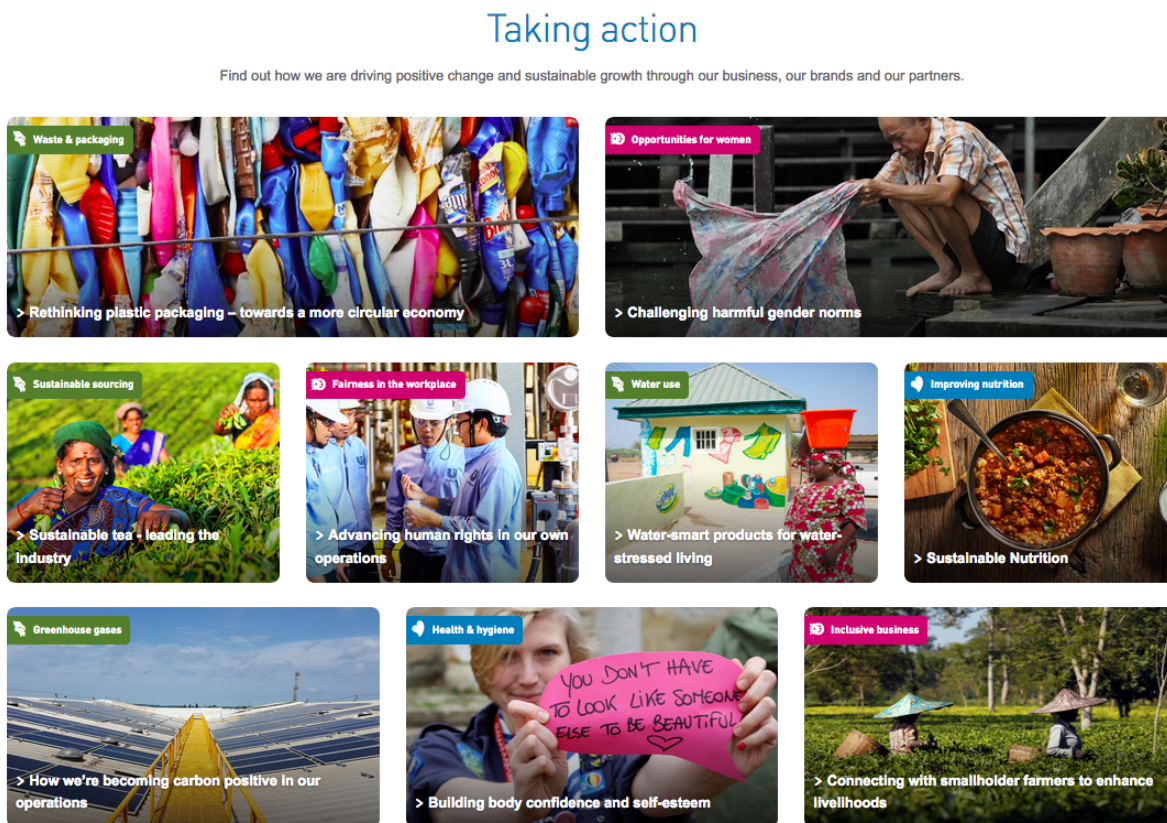 Taking action
Find out how we are driving positive change and sustainable growth through our business, our brands and our partners.
Waste & packaging
> Rethinking plastic packaging – towards a more circular economy
Opportunities for women
> Challenging harmful gender norms
Sustainable sourcing
> Sustainable tea - leading the
industry
Fairness in the workplace
> Advancing human rights in our own
operations
Water use
> Water-smart products for water-
stressed living
Improving nutrition
> Sustainable Nutrition
Greenhouse gases
> How we're becoming carbon positive in our
operations
Health & hygiene
YOU DON'T HAVE
TO LOOK LIKE SOMEONE
ELSE TO BE BEAUTIFUL
> Building body confidence and self-esteem
Inclusive business
> Connecting with smallholder farmers to enhance
livelihoods